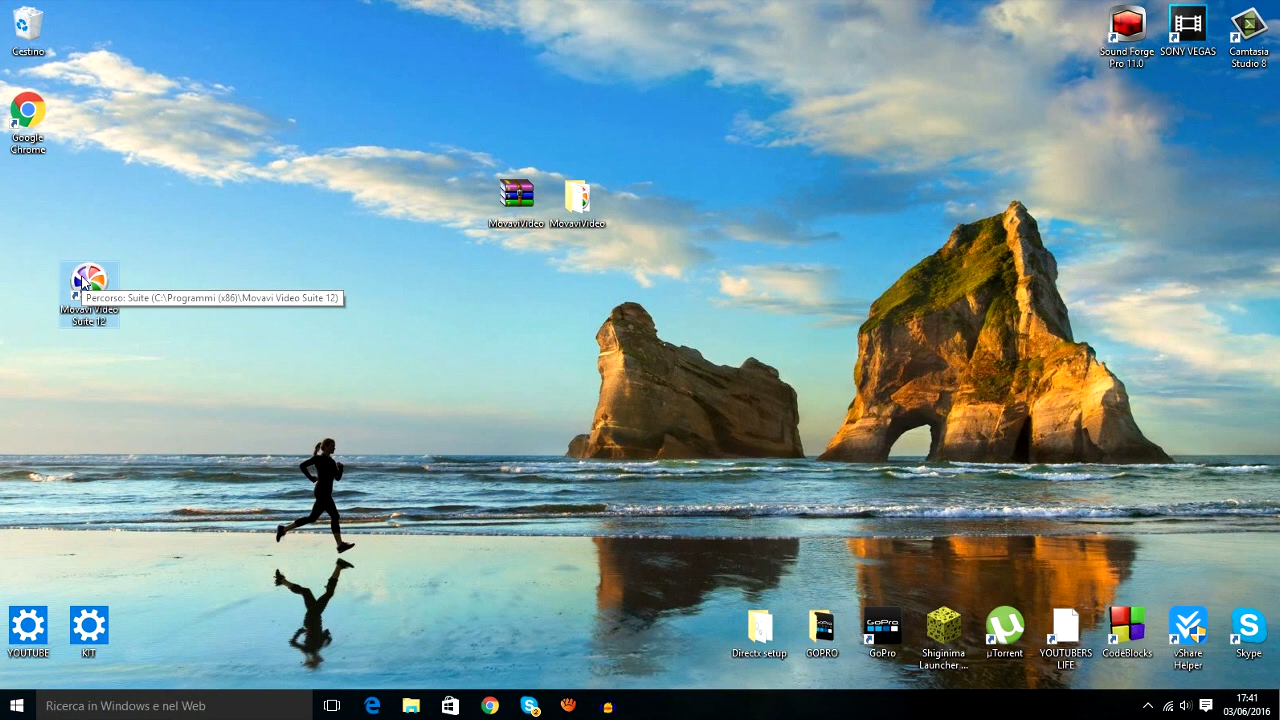 Cestino
Sound Forge
Pro 11.0
SONY VEGAS
Camtasia
Studio 8
Google
Chrome
MovaviVideo
MovaviVideo
Percorso: Suite (C:\Programmi (x86)\Movavi Video Suite 12)
Movavi Video
Suite 12
YOUTUBE
KIT
Directx setup
GOPRO
GoPro
GoPro
Shiginima
Launcher ...
µTorrent
YOUTUBERS
LIFE
CodeBlocks
vShare
Helper
Skype
Ricerca in Windows e nel Web
2
17:41
03/06/2016